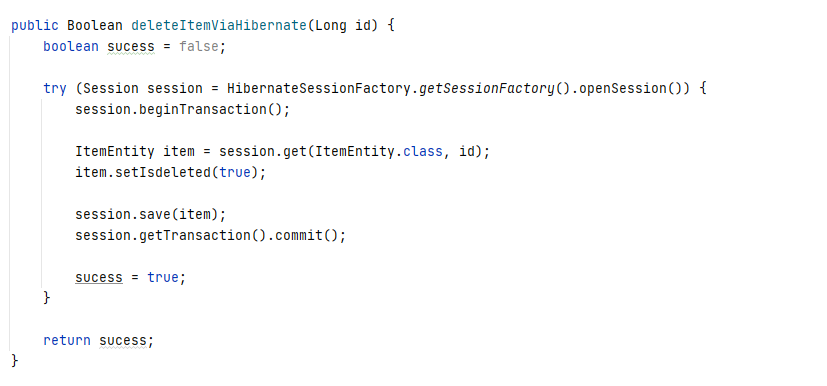 public Boolean deleteItemViaHibernate(Long id) {
    boolean sucess = false;

    try (Session session = HibernateSessionFactory.getSessionFactory().openSession()) {
        session.beginTransaction();

        ItemEntity item = session.get(ItemEntity.class, id);
        item.setIsdeleted(true);

        session.save(item);
        session.getTransaction().commit();

        sucess = true;
    }

    return sucess;
}